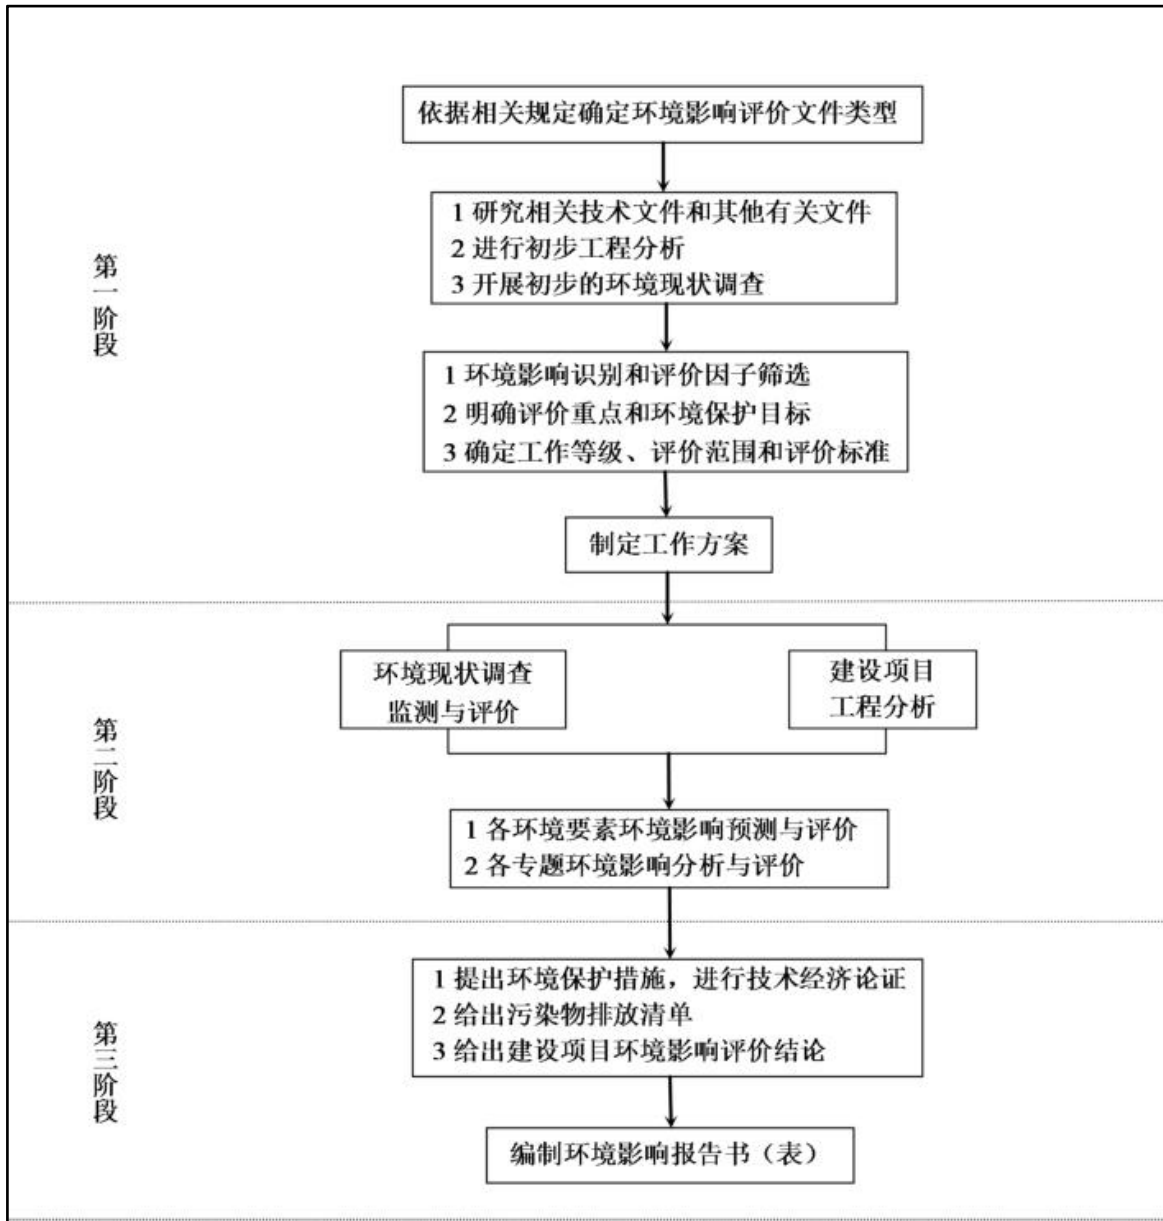 依据相关规定确定环境影响评价文件类型
1 研究相关技术文件和其他有关文件
2 进行初步工程分析
3 开展初步的环境现状调查
第一阶段
1 环境影响识别和评价因子筛选
2 明确评价重点和环境保护目标
3 确定工作等级、评价范围和评价标准
制定工作方案
环境现状调查
监测与评价
建设项目
工程分析
第二阶段
1 各环境要素环境影响预测与评价
2 各专题环境影响分析与评价
1 提出环境保护措施，进行技术经济论证
2 给出污染物排放清单
3 给出建设项目环境影响评价结论
第三阶段
编制环境影响报告书（表）